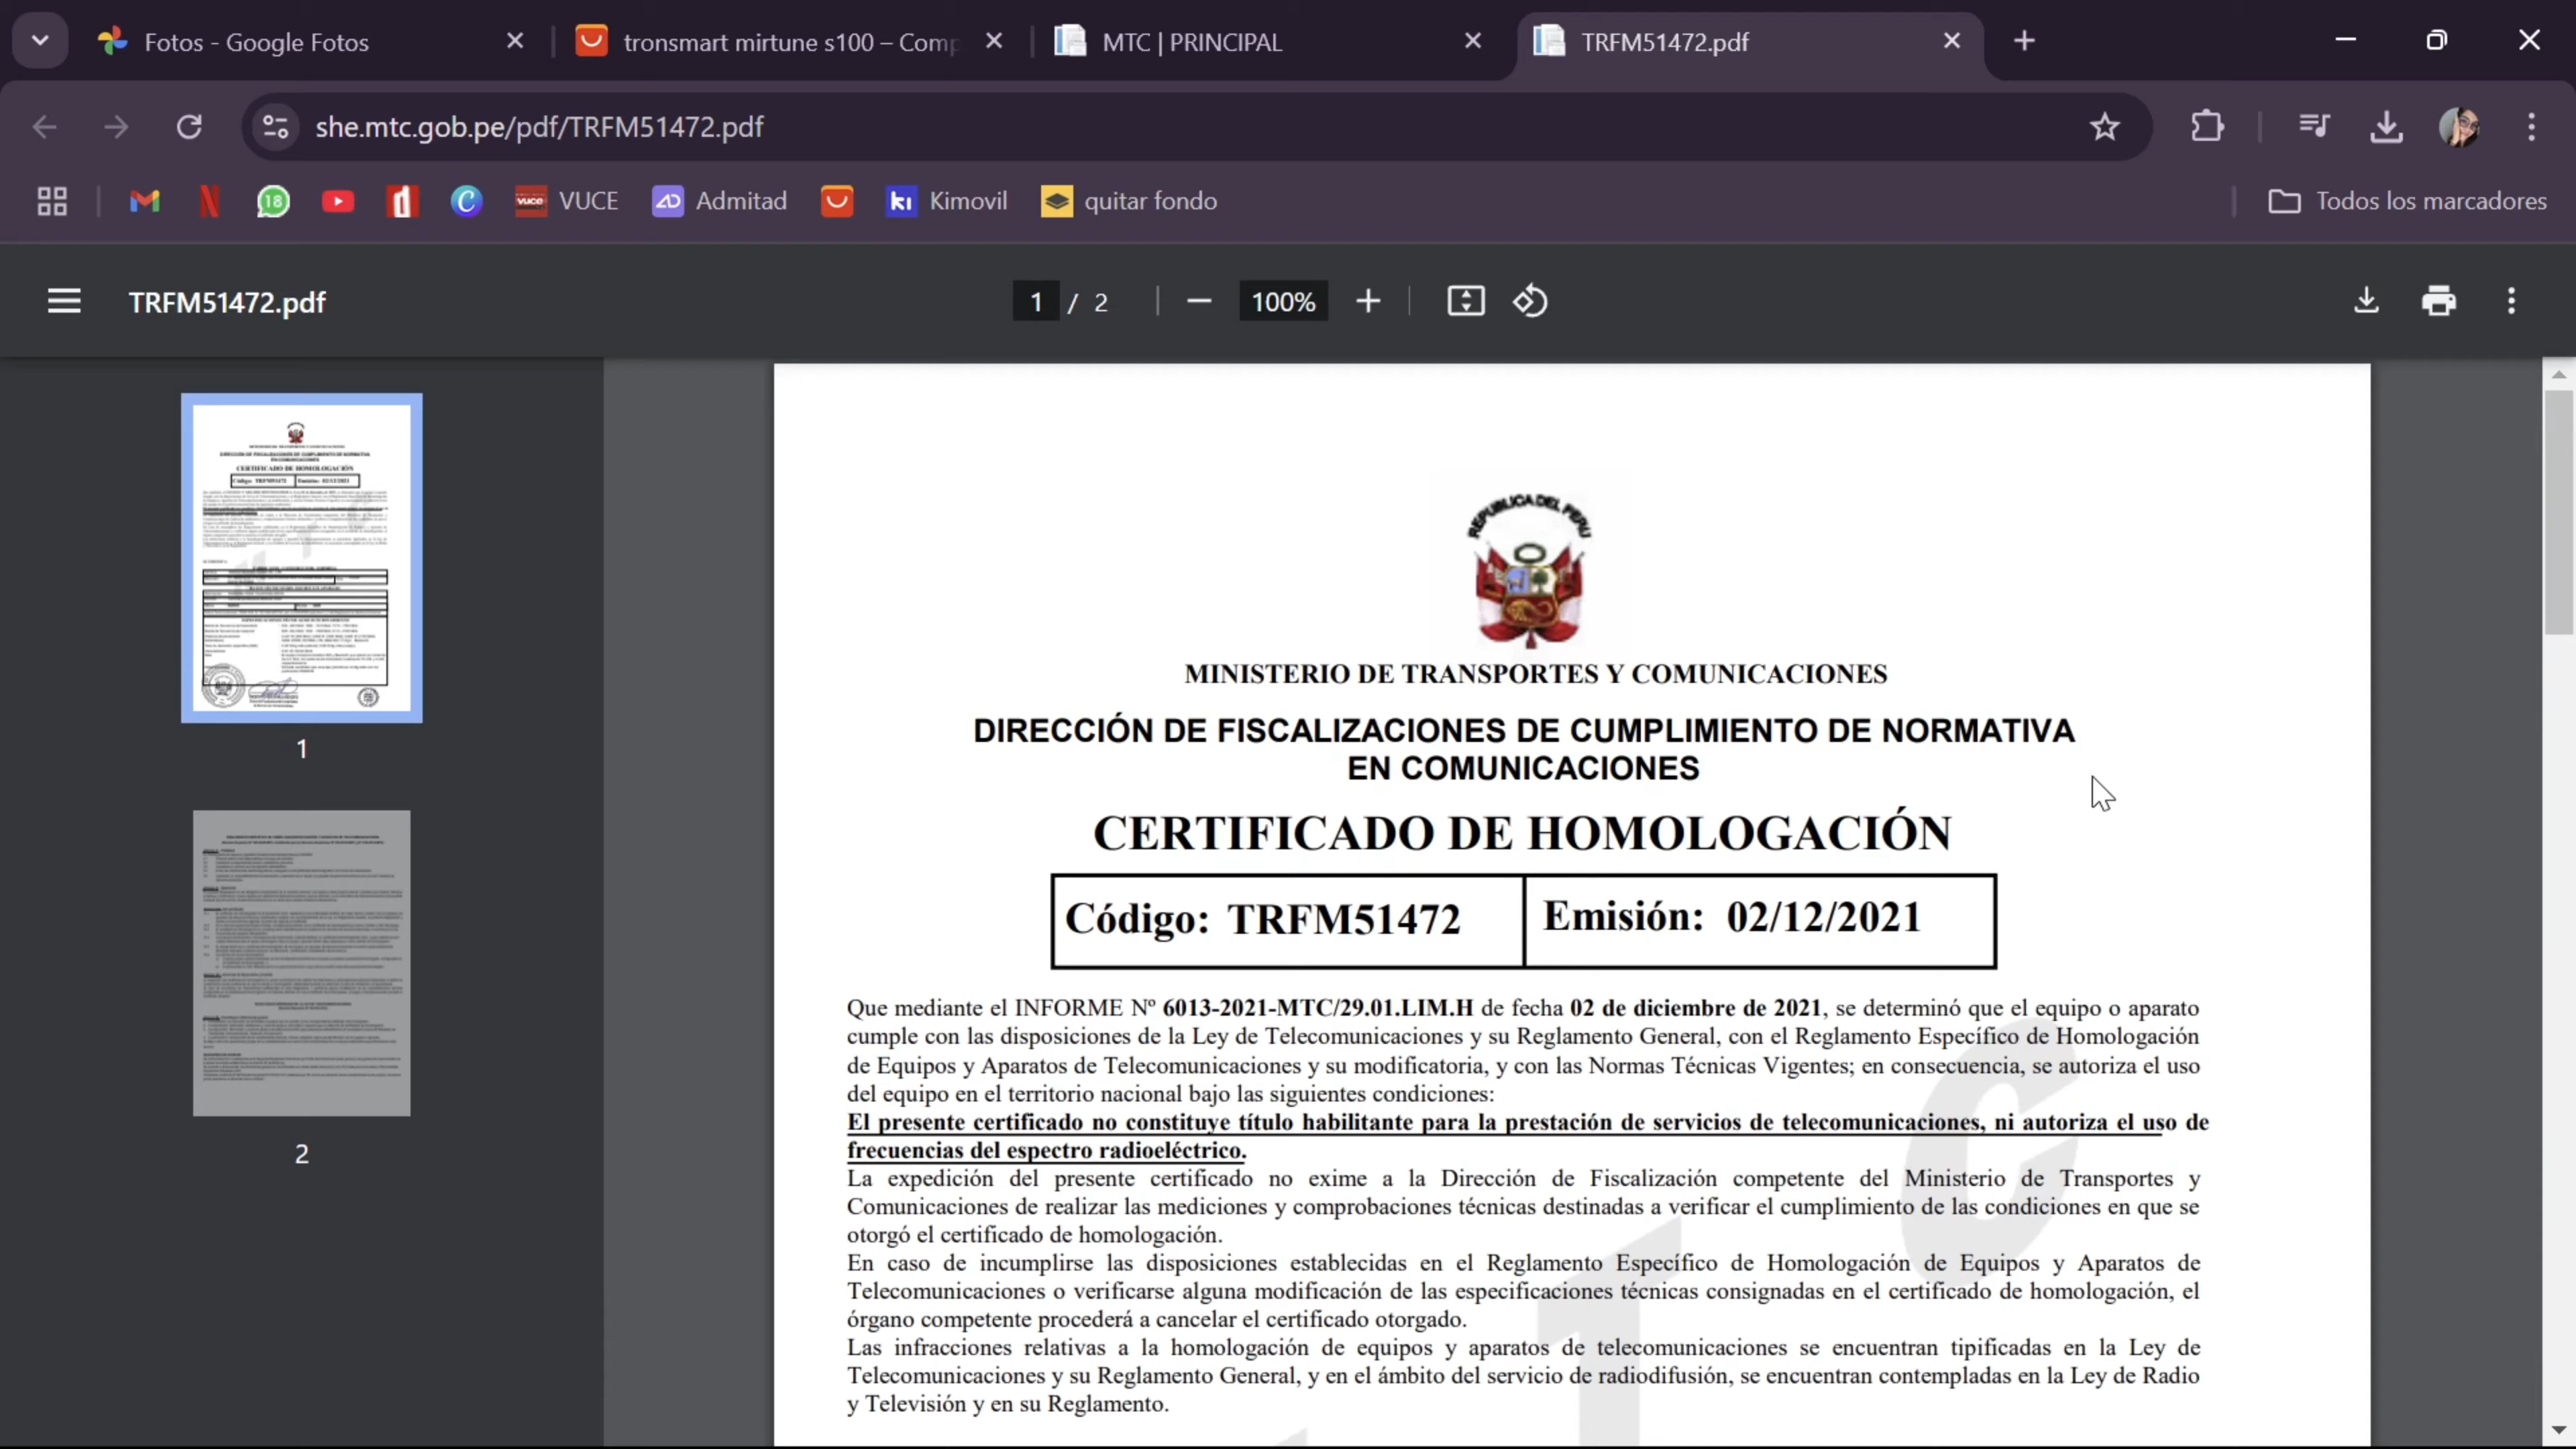 Fotos - Google Fotos
tronsmart mirtune s100 – Comp
MTC | PRINCIPAL
TRFM51472.pdf
she.mtc.gob.pe/pdf/TRFM51472.pdf
18
vuce VUCE
Admitad
ki Kimovil
quitar fondo
Todos los marcadores
TRFM51472.pdf
1 / 2
100%
1
2
REPUBLICA DEL PERU
MINISTERIO DE TRANSPORTES Y COMUNICACIONES
DIRECCIÓN DE FISCALIZACIONES DE CUMPLIMIENTO DE NORMATIVA
EN COMUNICACIONES
CERTIFICADO DE HOMOLOGACIÓN
Código: TRFM51472
Emisión: 02/12/2021
Que mediante el INFORME Nº 6013-2021-MTC/29.01.LIM.H de fecha 02 de diciembre de 2021, se determinó que el equipo o aparato
cumple con las disposiciones de la Ley de Telecomunicaciones y su Reglamento General, con el Reglamento Específico de Homologación
de Equipos y Aparatos de Telecomunicaciones y su modificatoria, y con las Normas Técnicas Vigentes; en consecuencia, se autoriza el uso
del equipo en el territorio nacional bajo las siguientes condiciones:
El presente certificado no constituye título habilitante para la prestación de servicios de telecomunicaciones, ni autoriza el uso de
frecuencias del espectro radioeléctrico.
La expedición del presente certificado no exime a la Dirección de Fiscalización competente del Ministerio de Transportes y
Comunicaciones de realizar las mediciones y comprobaciones técnicas destinadas a verificar el cumplimiento de las condiciones en que se
otorgó el certificado de homologación.
En caso de incumplirse las disposiciones establecidas en el Reglamento Específico de Homologación de Equipos y Aparatos de
Telecomunicaciones o verificarse alguna modificación de las especificaciones técnicas consignadas en el certificado de homologación, el
órgano competente procederá a cancelar el certificado otorgado.
Las infracciones relativas a la homologación de equipos y aparatos de telecomunicaciones se encuentran tipificadas en la Ley de
Telecomunicaciones y su Reglamento General, y en el ámbito del servicio de radiodifusión, se encuentran contempladas en la Ley de Radio
y Televisión y en su Reglamento.